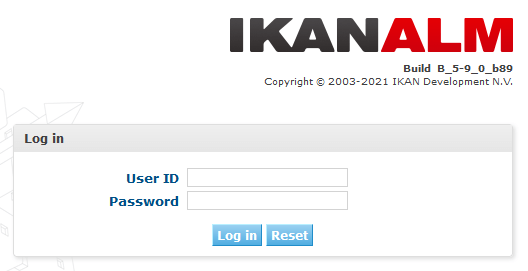 IKANALM
Build B_5-9_0_b89
Copyright © 2003-2021 IKAN Development N.V.
Log in
User ID
Password
Log in Reset